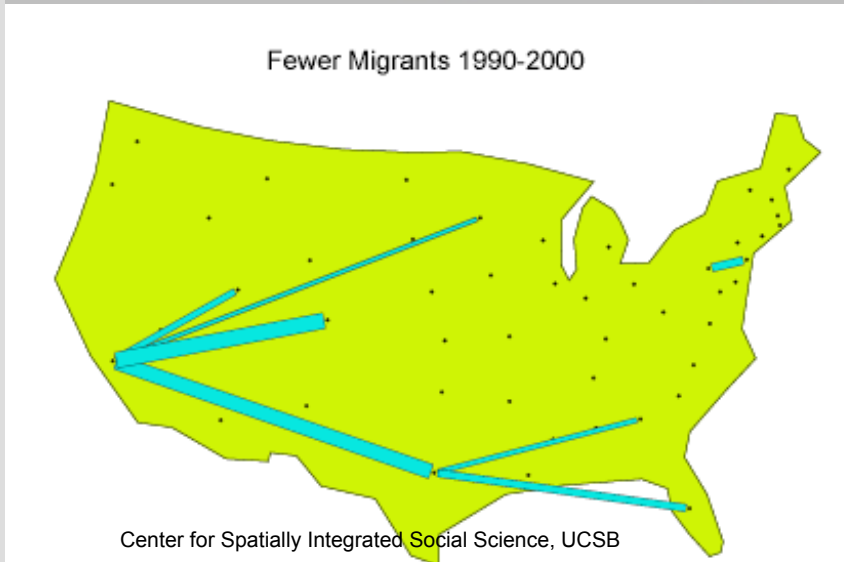 Fewer Migrants 1990-2000
Center for Spatially Integrated Social Science, UCSB